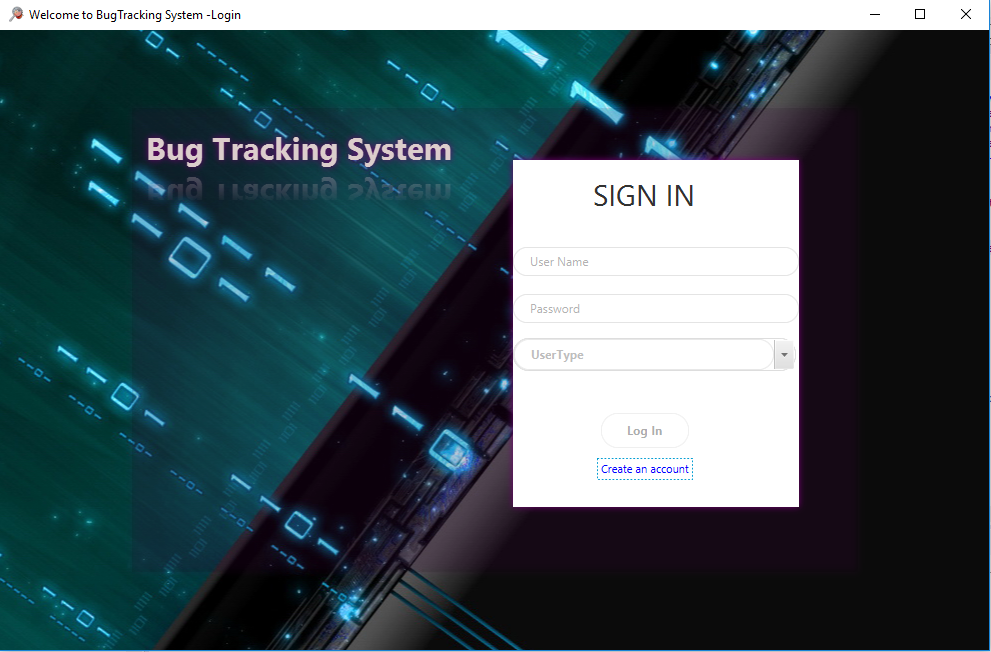 Welcome to BugTracking System -Login
Bug Tracking System
SIGN IN
User Name
Password
UserType
Log In
Create an account